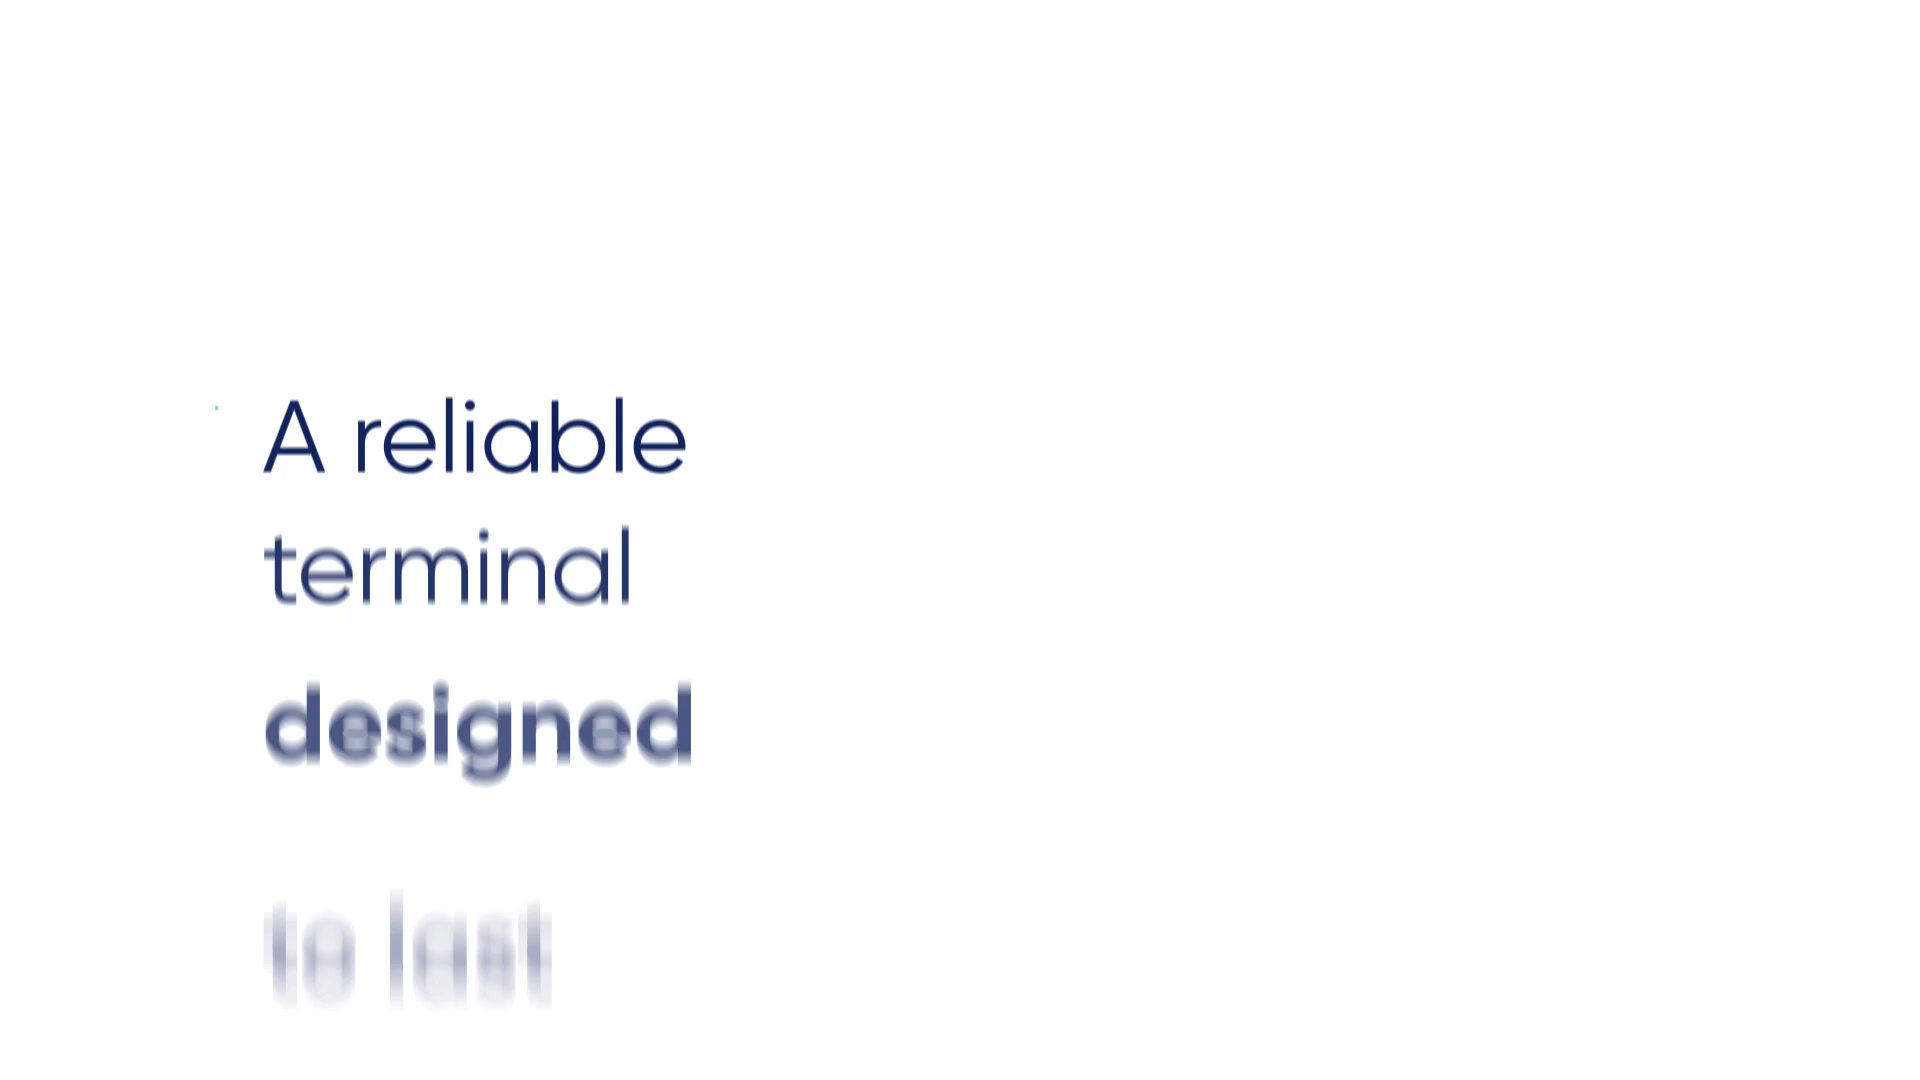 A reliable
terminal
designed
to last